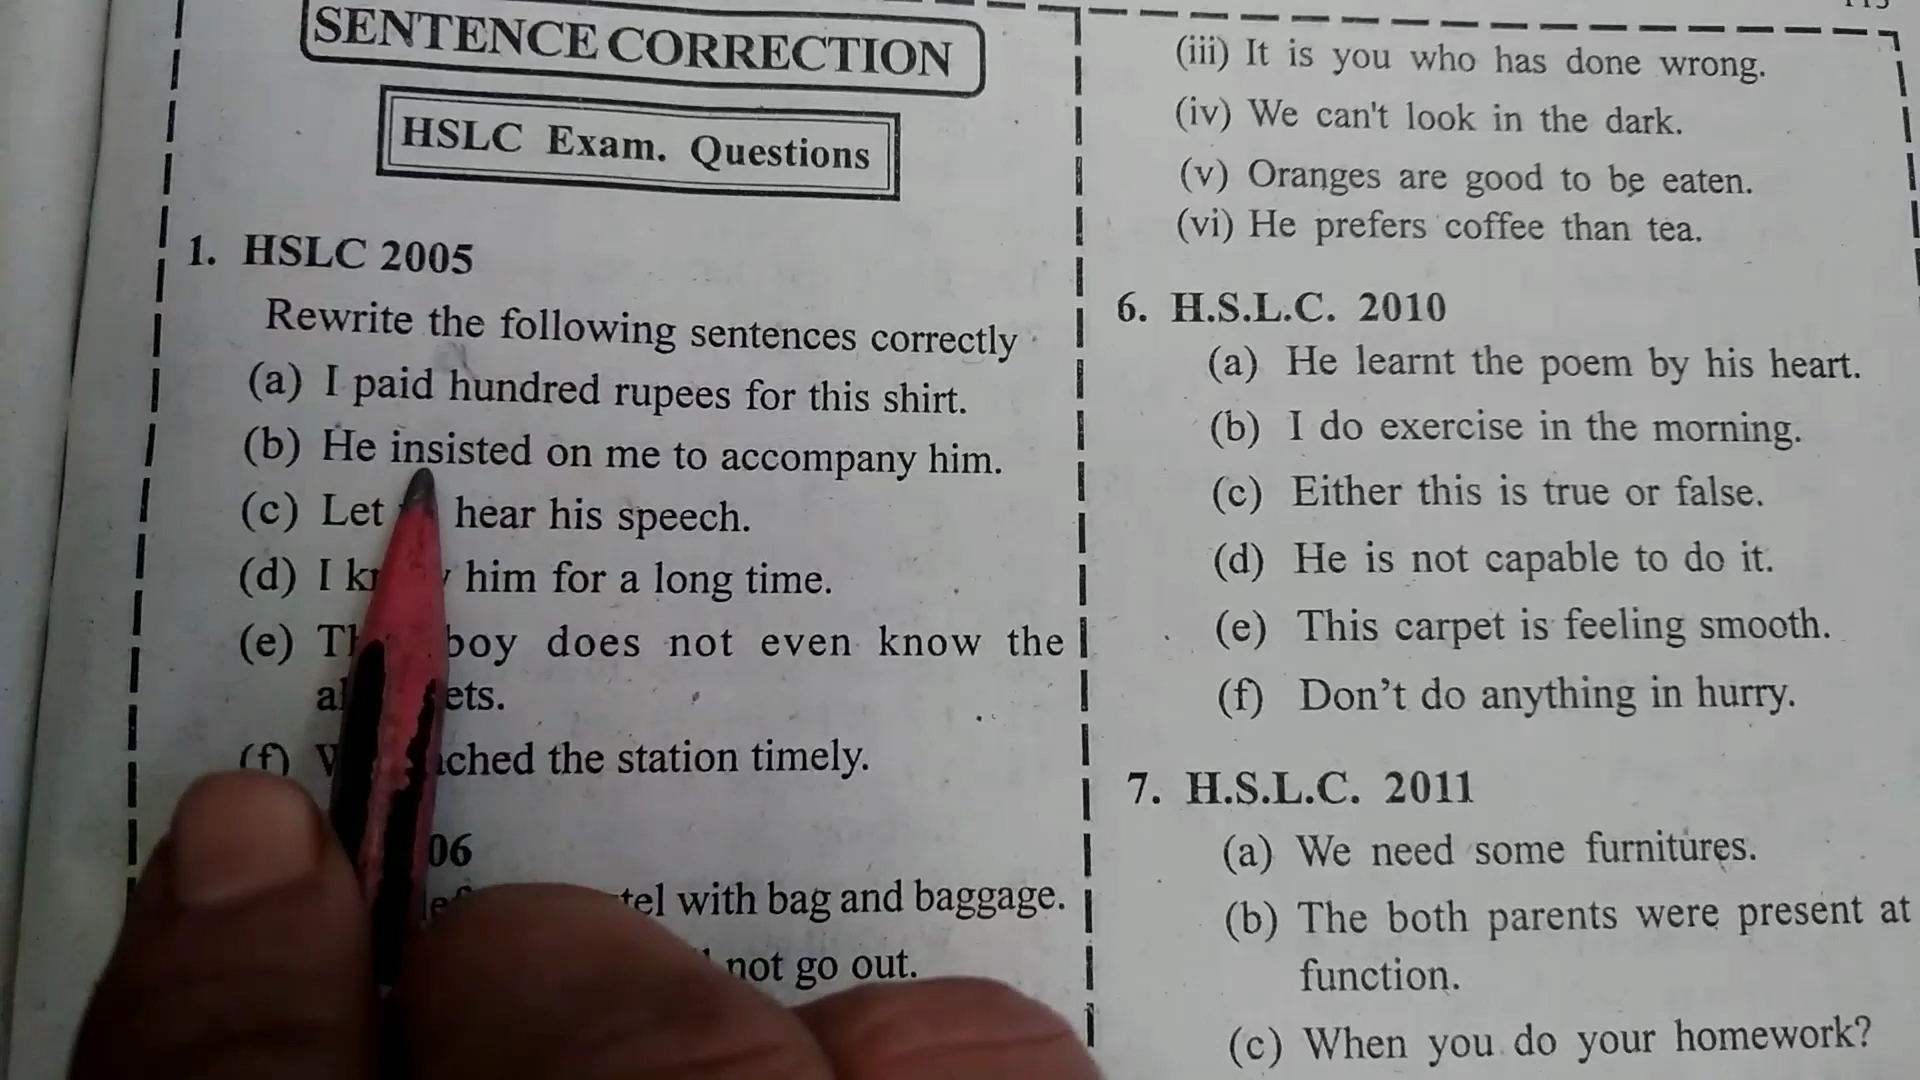 SENTENCE CORRECTION
HSLC Exam. Questions
1. HSLC 2005
Rewrite the following sentences correctly
(a) I paid hundred rupees for this shirt.
(b) He insisted on me to accompany him.
(c) Let hear his speech.
(d) I him for a long time.
(e) boy does not even know the
(f) the station timely.
with bag and baggage.
not go out.
(iii) It is you who has done wrong.
(iv) We can't look in the dark.
(v) Oranges are good to be eaten.
(vi) He prefers coffee than tea.
6. H.S.L.C. 2010
(a) He learnt the poem by his heart.
(b) I do exercise in the morning.
(c) Either this is true or false.
(d) He is not capable to do it.
(e) This carpet is feeling smooth.
(f) Don't do anything in hurry.
7. H.S.L.C. 2011
(a) We need some furnitures.
(b) The both parents were present at
function.
(c) When you do your homework?